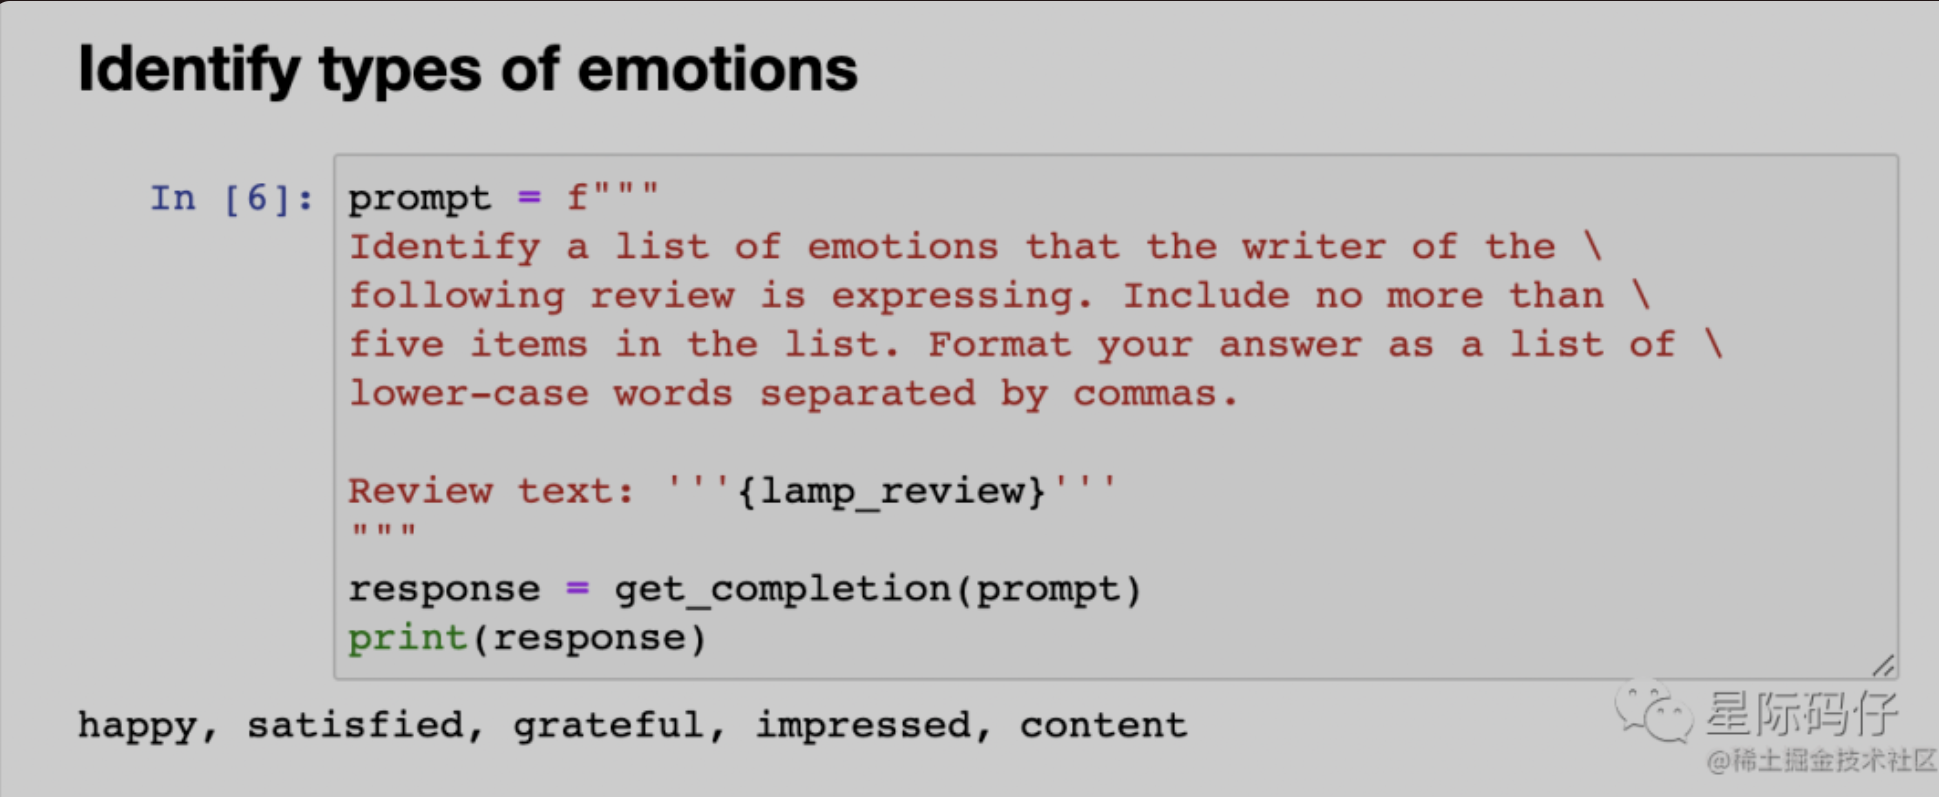 Identify types of emotions
In [6]: prompt = f"""
Identify a list of emotions that the writer of the \
following review is expressing. Include no more than \
five items in the list. Format your answer as a list of \
lower-case words separated by commas.
Review text: '''{lamp_review}'''
"""
response = get_completion(prompt)
print(response)
happy, satisfied, grateful, impressed, content
星际码仔
@稀土掘金技术社区